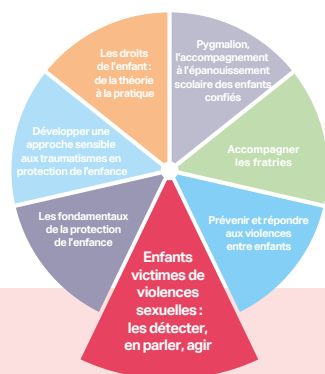 Les droits
de l'enfant :
de la théorie
à la pratique
Pygmalion,
l'accompagnement
à l'épanouissement
scolaire des enfants
confiés
Développer une
approche sensible
aux traumatismes en
protection de l'enfance
Accompagner
les fratries
Les fondamentaux
de la protection
de l'enfance
Prévenir et répondre
aux violences
entre enfants
Enfants
victimes de
violences
sexuelles :
les détecter,
en parler, agir